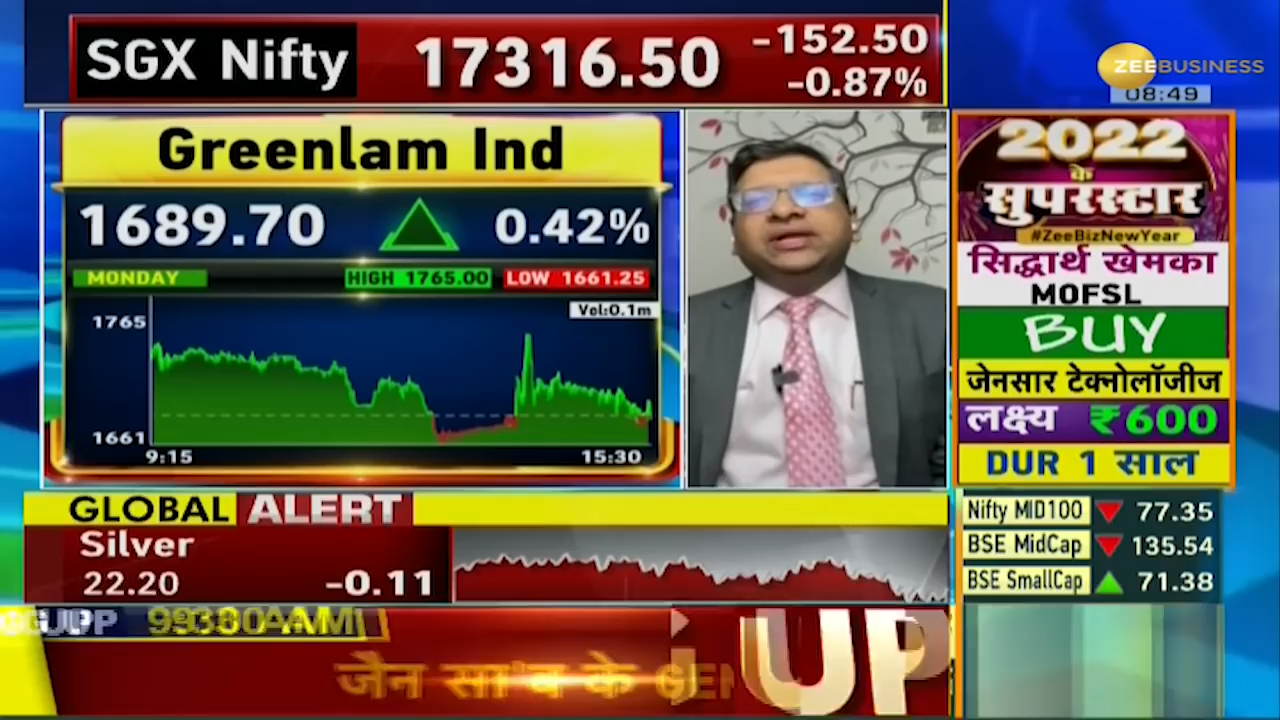 SGX Nifty 17316.50 -152.50
-0.87%
ZEEBUSINESS
08:49
Greenlam Ind
1689.70 0.42%
MONDAY HIGH 1765.00 LOW 1661.25
Vol:0.1m
1765
1661
9:15 15:30
2022
के
सुपरस्टार
#ZeeBizNewYear
सिद्धार्थ खेमका
MOFSL
BUY
जेनसार टेक्नोलॉजीज
लक्ष्य ₹600
DUR 1 साल
GLOBAL ALERT
Silver
22.20 -0.11
Nifty MID100 77.35
BSE MidCap 135.54
BSE SmallCap 71.38
जैन सा'ब के
UP